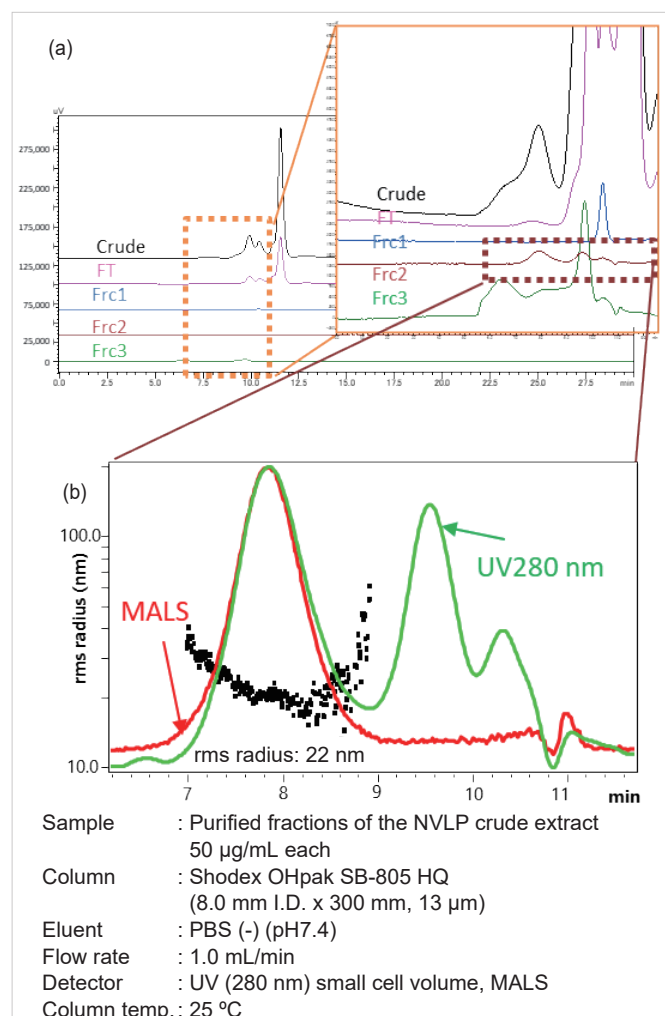 (a)
uV
275,000
225,000
175,000
125,000
75,000
25,000
0
Crude
FT
Frc1
Frc2
Frc3
0.0 2.5 5.0 7.5 10.0 12.5 15.0 17.5 20.0 22.5 25.0 27.5 min
Crude
FT
Frc1
Frc2
Frc3
22.5 25.0 27.5
(b)
100.0
10.0
rms radius (nm)
MALS
UV280 nm
rms radius: 22 nm
7 8 9 10 11 min
Sample : Purified fractions of the NVLP crude extract
50 µg/mL each
Column : Shodex OHpak SB-805 HQ
(8.0 mm I.D. x 300 mm, 13 µm)
Eluent : PBS (-) (pH7.4)
Flow rate : 1.0 mL/min
Detector : UV (280 nm) small cell volume, MALS
Column temp. : 25 ºC